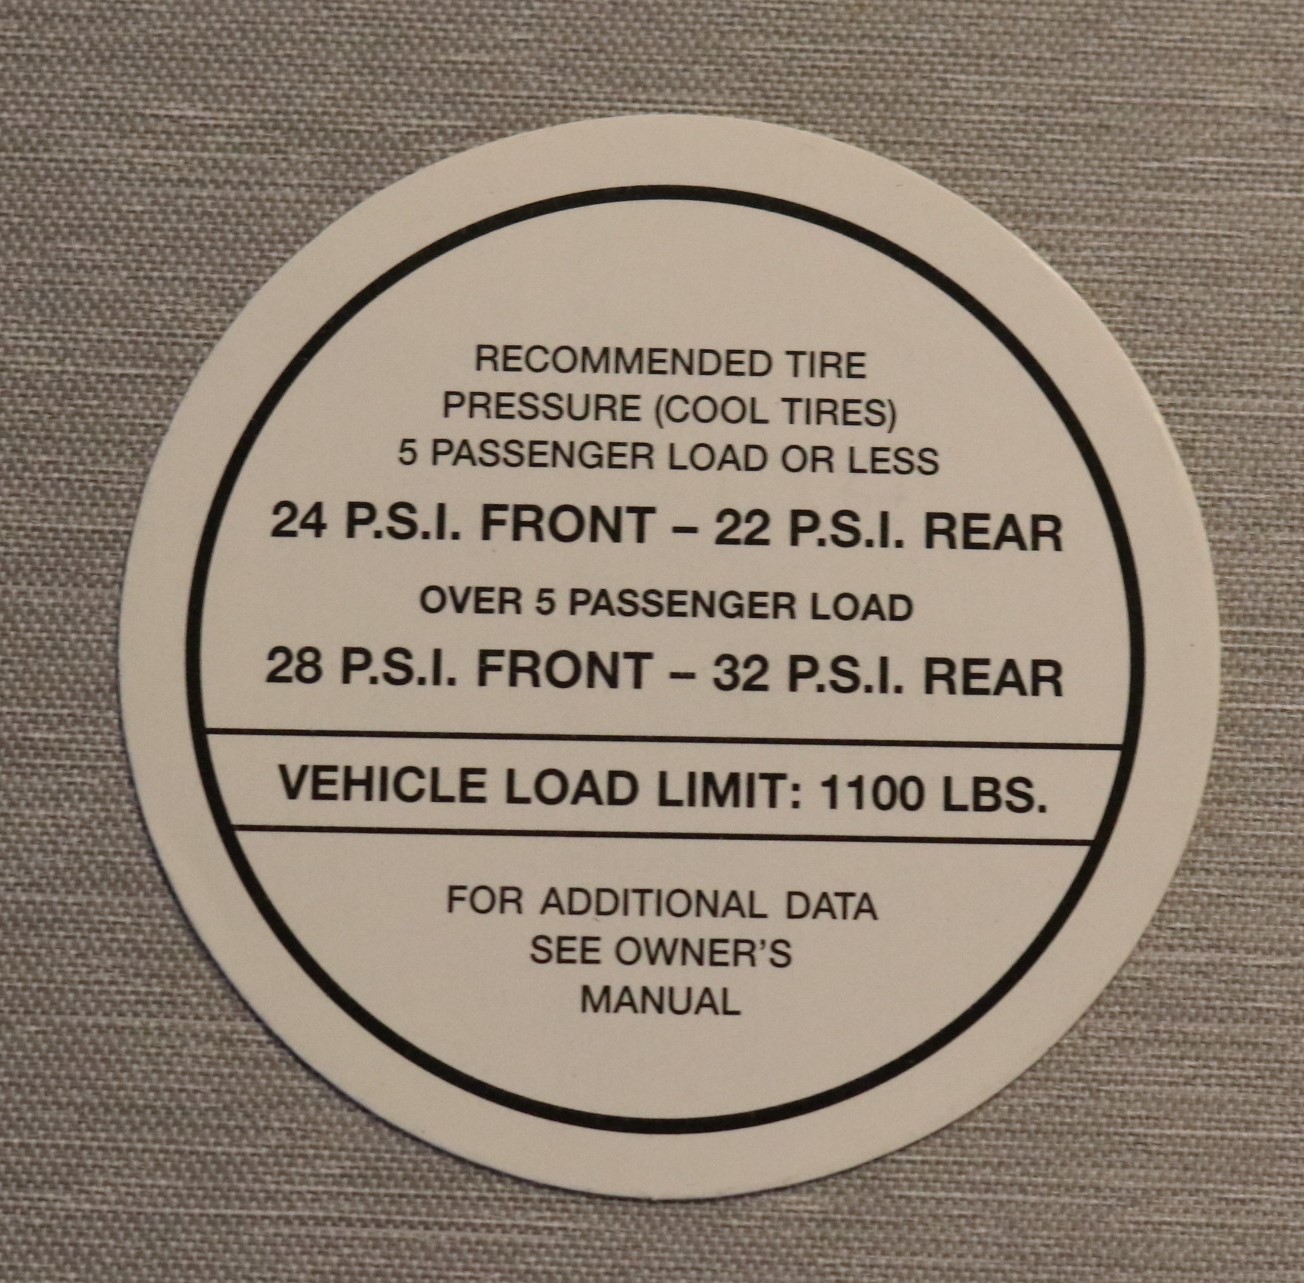 RECOMMENDED TIRE
PRESSURE (COOL TIRES)
5 PASSENGER LOAD OR LESS
24 P.S.I. FRONT – 22 P.S.I. REAR
OVER 5 PASSENGER LOAD
28 P.S.I. FRONT – 32 P.S.I. REAR
VEHICLE LOAD LIMIT: 1100 LBS.
FOR ADDITIONAL DATA
SEE OWNER’S
MANUAL